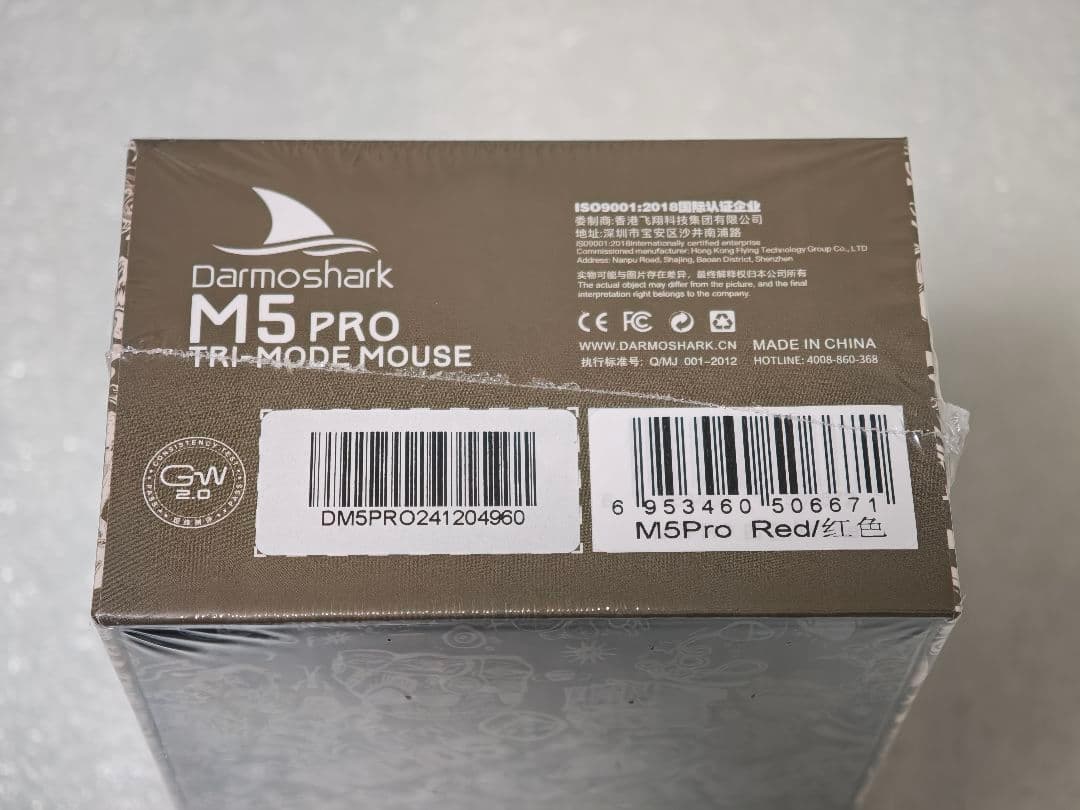 Darmoshark
M5 PRO
TRI-MODE MOUSE
ISO9001:2018国际认证企业
委制商:香港飞翔科技集团有限公司
地址:深圳市宝安区沙井南浦路
ISO9001:2018Internationally certified enterprise
Commissioned manufacturer: Hong Kong Flying Technology Group Co., LTD
Address: Nanpu Road, Shajing, Baoan District, Shenzhen
实物可能与图片存在差异，最终解释权归本公司所有
The actual object may differ from the picture, and the final
interpretation right belongs to the company.
CE FC
WWW.DARMOSHARK.CN MADE IN CHINA
执行标准号: Q/MJ 001-2012 HOTLINE: 4008-860-368
CONSISTENCY TEST
GW
2.0
DM5PRO241204960
6 953460 506671
M5Pro Red/红色